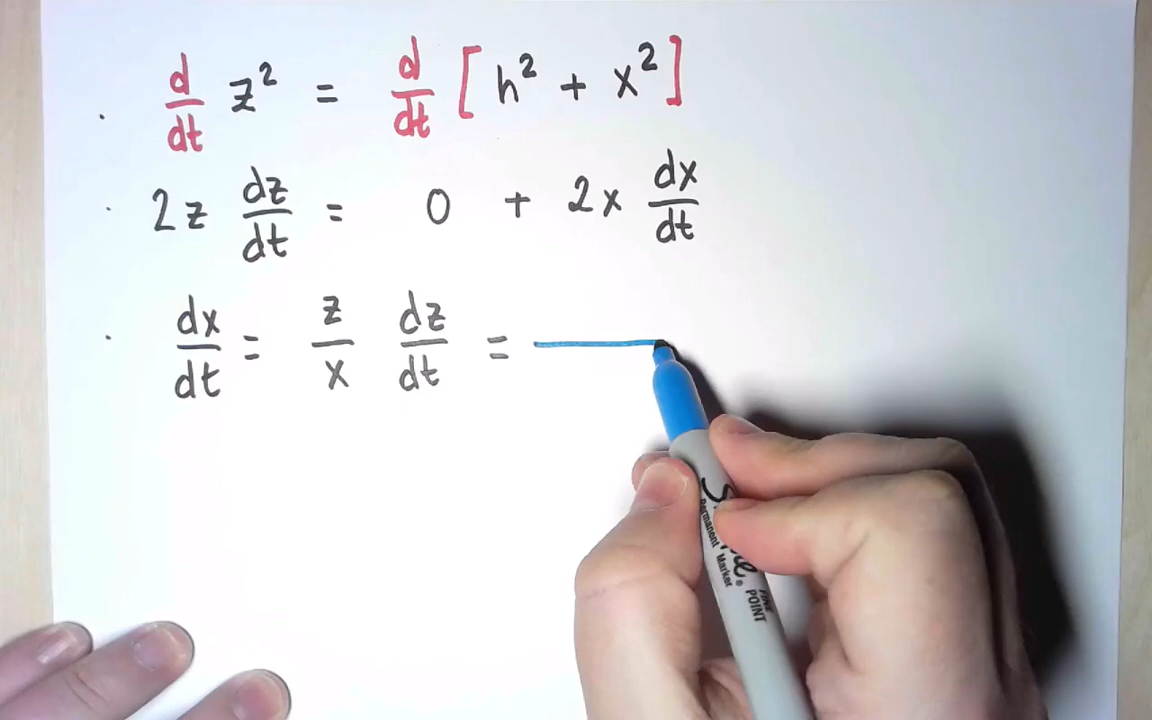 d/dt z² = d/dt [h² + x²]
2z dz/dt = 0 + 2x dx/dt
dx/dt = z/x dz/dt =
Permanent Marker
FINE POINT